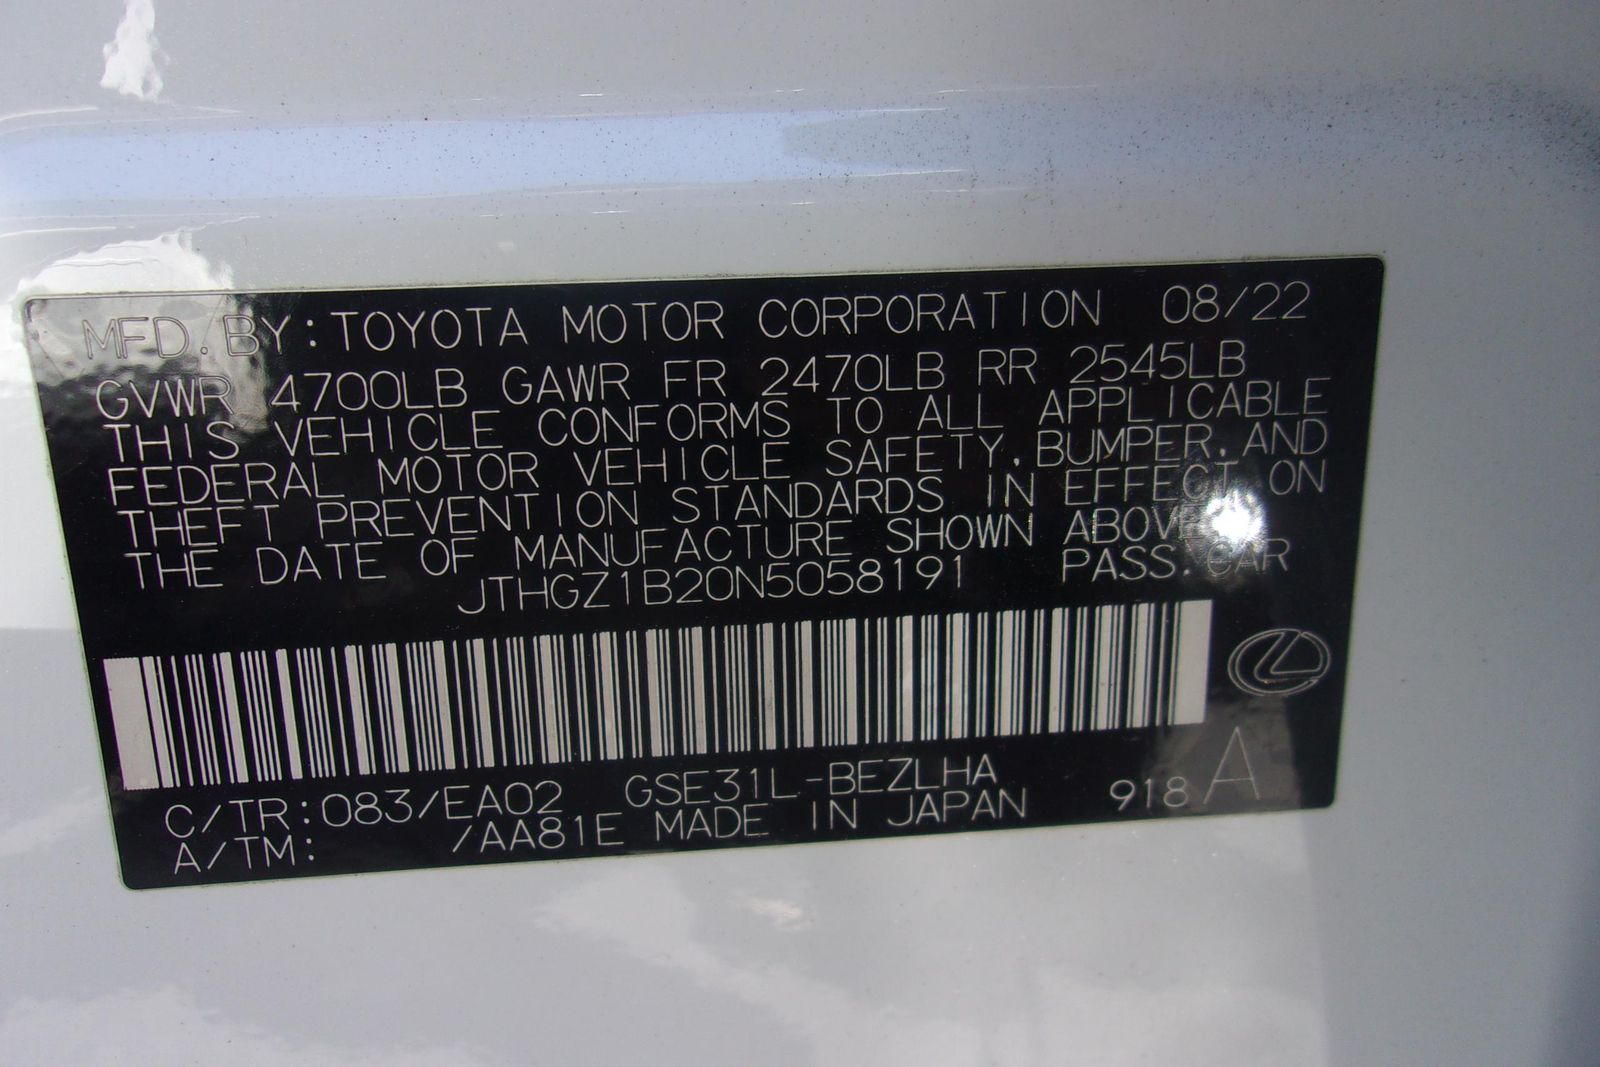 MFD. BY: TOYOTA MOTOR CORPORATION 08/22
GVWR 4700LB GAWR FR 2470LB RR 2545LB
THIS VEHICLE CONFORMS TO ALL APPLICABLE
FEDERAL MOTOR VEHICLE SAFETY, BUMPER, AND
THEFT PREVENTION STANDARDS IN EFFECT ON
THE DATE OF MANUFACTURE SHOWN ABOVE.
JTHGZ1B20N5058191 PASS. CAR
C/TR: 083/EA02 GSE31L-BEZLHA
A/TM: /AA81E MADE IN JAPAN 918 A